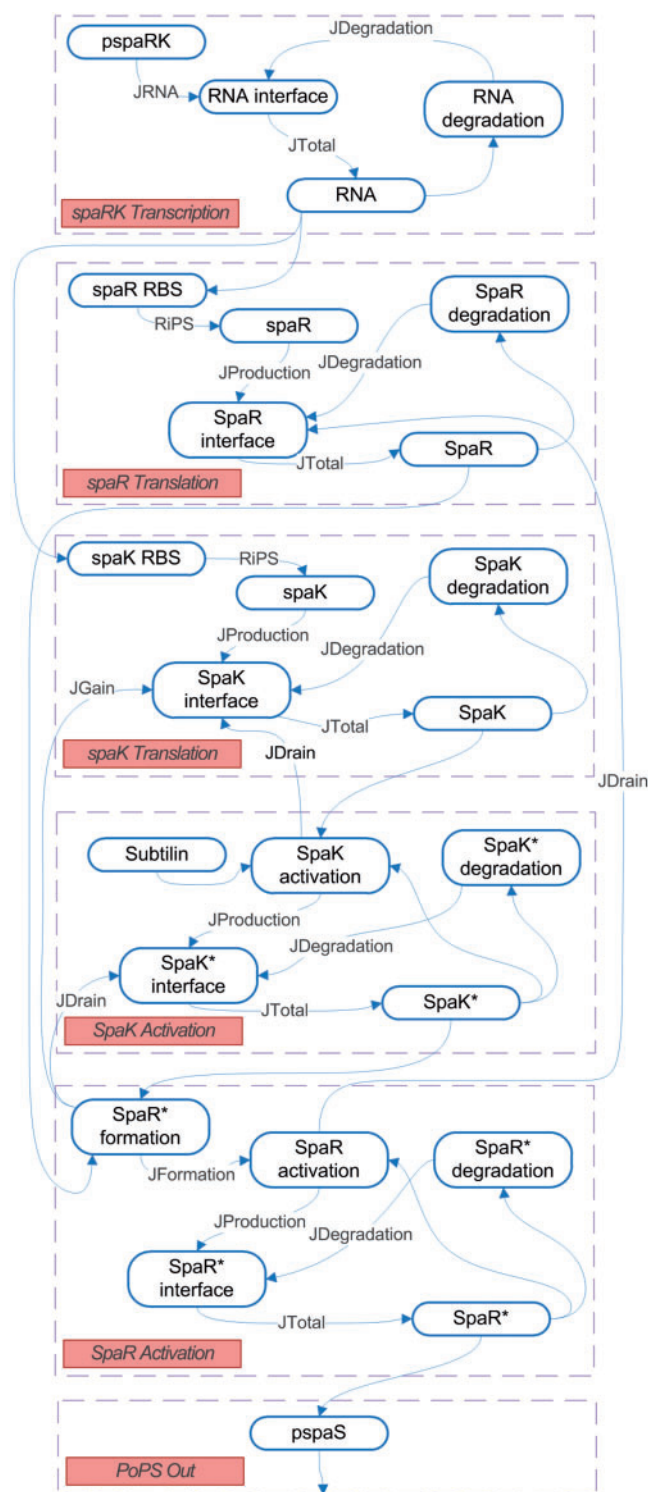 JDegradation
pspaRK
JRNA
RNA interface
RNA
degradation
JTotal
RNA
spaRK Transcription
spaR RBS
SpaR
degradation
RiPS
spaR
JDegradation
JProduction
SpaR
interface
SpaR
JTotal
spaR Translation
spaK RBS
RiPS
SpaK
degradation
spaK
JProduction
JDegradation
JGain
SpaK
interface
SpaK
JTotal
spaK Translation
JDrain
JDrain
Subtilin
SpaK
activation
SpaK*
degradation
JProduction
JDegradation
SpaK*
interface
JDrain
SpaK*
JTotal
SpaK Activation
SpaR*
formation
SpaR
activation
SpaR*
degradation
JFormation
JProduction
JDegradation
SpaR*
interface
SpaR*
JTotal
SpaR Activation
pspaS
PoPS Out